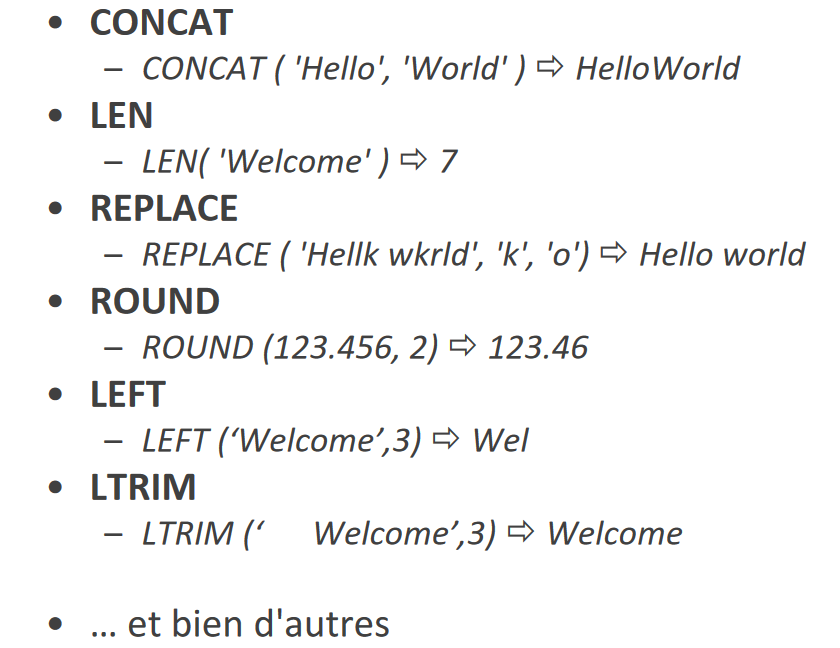 • CONCAT
– CONCAT ( 'Hello', 'World' ) ⇨ HelloWorld
• LEN
– LEN( 'Welcome' ) ⇨ 7
• REPLACE
– REPLACE ( 'Hellk wkrld', 'k', 'o') ⇨ Hello world
• ROUND
– ROUND (123.456, 2) ⇨ 123.46
• LEFT
– LEFT (‘Welcome’,3) ⇨ Wel
• LTRIM
– LTRIM (‘     Welcome’,3) ⇨ Welcome
• … et bien d'autres